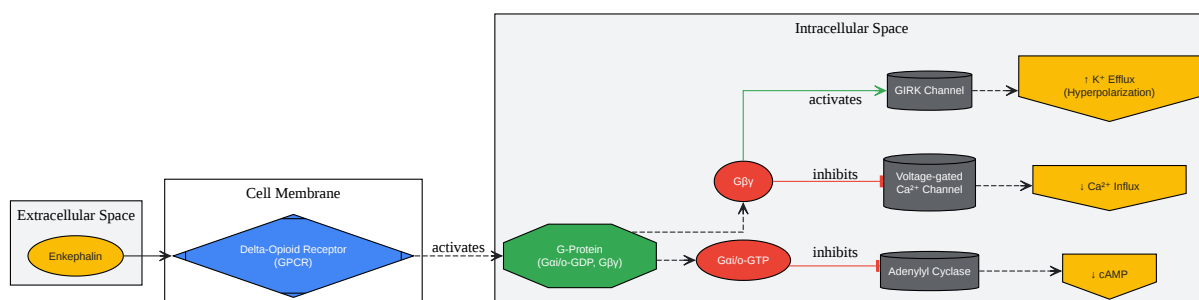 Extracellular Space
Enkephalin
Cell Membrane
Delta-Opioid Receptor
(GPCR)
activates
Intracellular Space
G-Protein
(Gαi/o-GDP, Gβγ)
Gβγ
Gαi/o-GTP
activates
inhibits
inhibits
GIRK Channel
Voltage-gated
Ca²⁺ Channel
Adenylyl Cyclase
↑ K⁺ Efflux
(Hyperpolarization)
↓ Ca²⁺ Influx
↓ cAMP